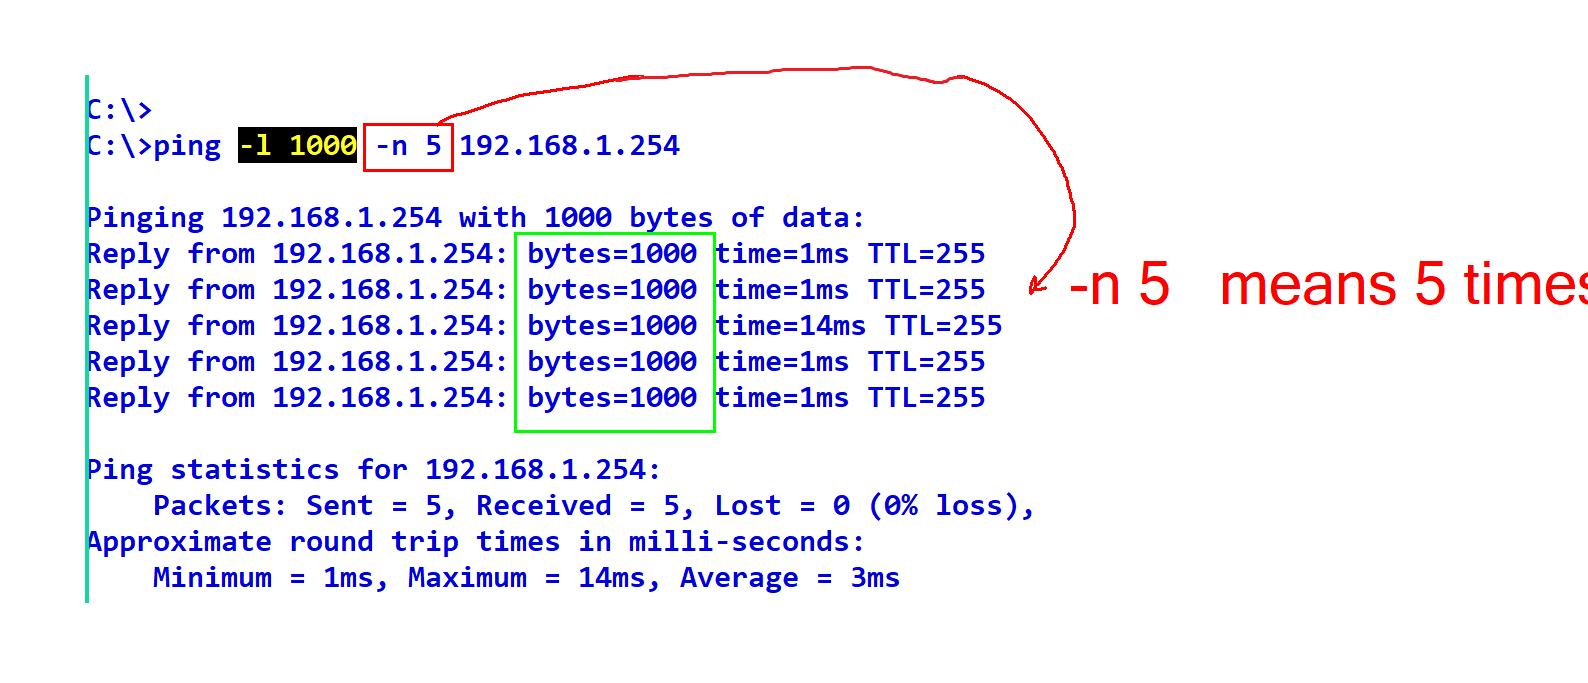 C:\>
C:\>ping -l 1000 -n 5 192.168.1.254
Pinging 192.168.1.254 with 1000 bytes of data:
Reply from 192.168.1.254: bytes=1000 time=1ms TTL=255
Reply from 192.168.1.254: bytes=1000 time=1ms TTL=255
-n 5 means 5 times
Reply from 192.168.1.254: bytes=1000 time=14ms TTL=255
Reply from 192.168.1.254: bytes=1000 time=1ms TTL=255
Reply from 192.168.1.254: bytes=1000 time=1ms TTL=255
Ping statistics for 192.168.1.254:
Packets: Sent = 5, Received = 5, Lost = 0 (0% loss),
Approximate round trip times in milli-seconds:
Minimum = 1ms, Maximum = 14ms, Average = 3ms